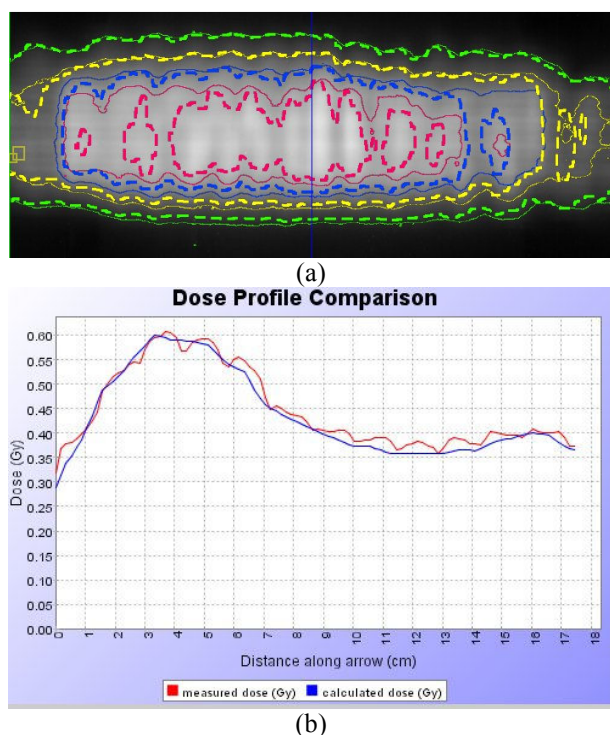 (a)
Dose Profile Comparison
0.60
0.55
0.50
0.45
0.40
0.35
0.30
0.25
0.20
0.15
0.10
0.05
0.00
Dose (Gy)
0 1 2 3 4 5 6 7 8 9 10 11 12 13 14 15 16 17 18
Distance along arrow (cm)
measured dose (Gy) calculated dose (Gy)
(b)